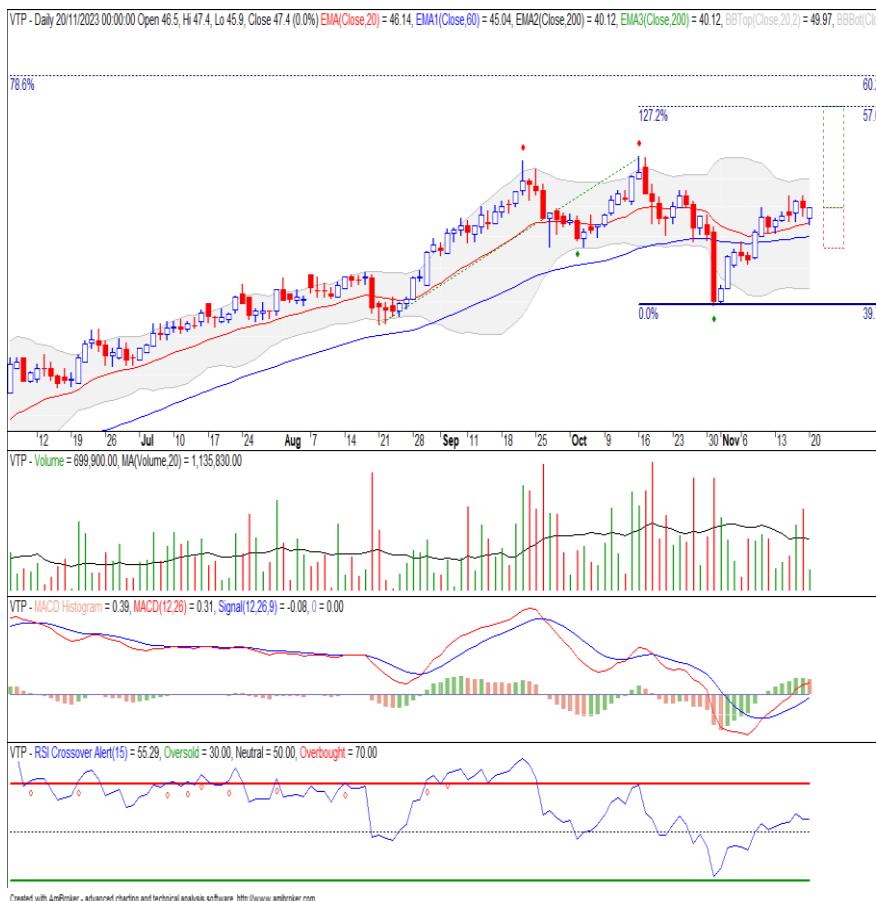 VTP - Daily 20/11/2023 00:00:00 Open 46.5, Hi 47.4, Lo 45.9, Close 47.4 (0.0%) EMA(Close,20) = 46.14, EMA1(Close,60) = 45.04, EMA2(Close,200) = 40.12, EMA3(Close,200) = 40.12, BBTop(Close,20,2) = 49.97, BBBot(Clo
78.6% 60.
127.2% 57.
0.0% 39.
12 19 26 Jul 10 17 24 Aug 7 14 21 28 Sep 11 18 25 Oct 9 16 23 30 Nov 6 13 20
VTP - Volume = 699,900.00, MA(Volume,20) = 1,135,830.00
VTP - MACD Histogram = 0.39, MACD(12,26) = 0.31, Signal(12,26,9) = -0.08, 0 = 0.00
VTP - RSI Crossover Alert(15) = 55.29, Oversold = 30.00, Neutral = 50.00, Overbought = 70.00
Created with AmiBroker - advanced charting and technical analysis software. http://www.amibroker.com